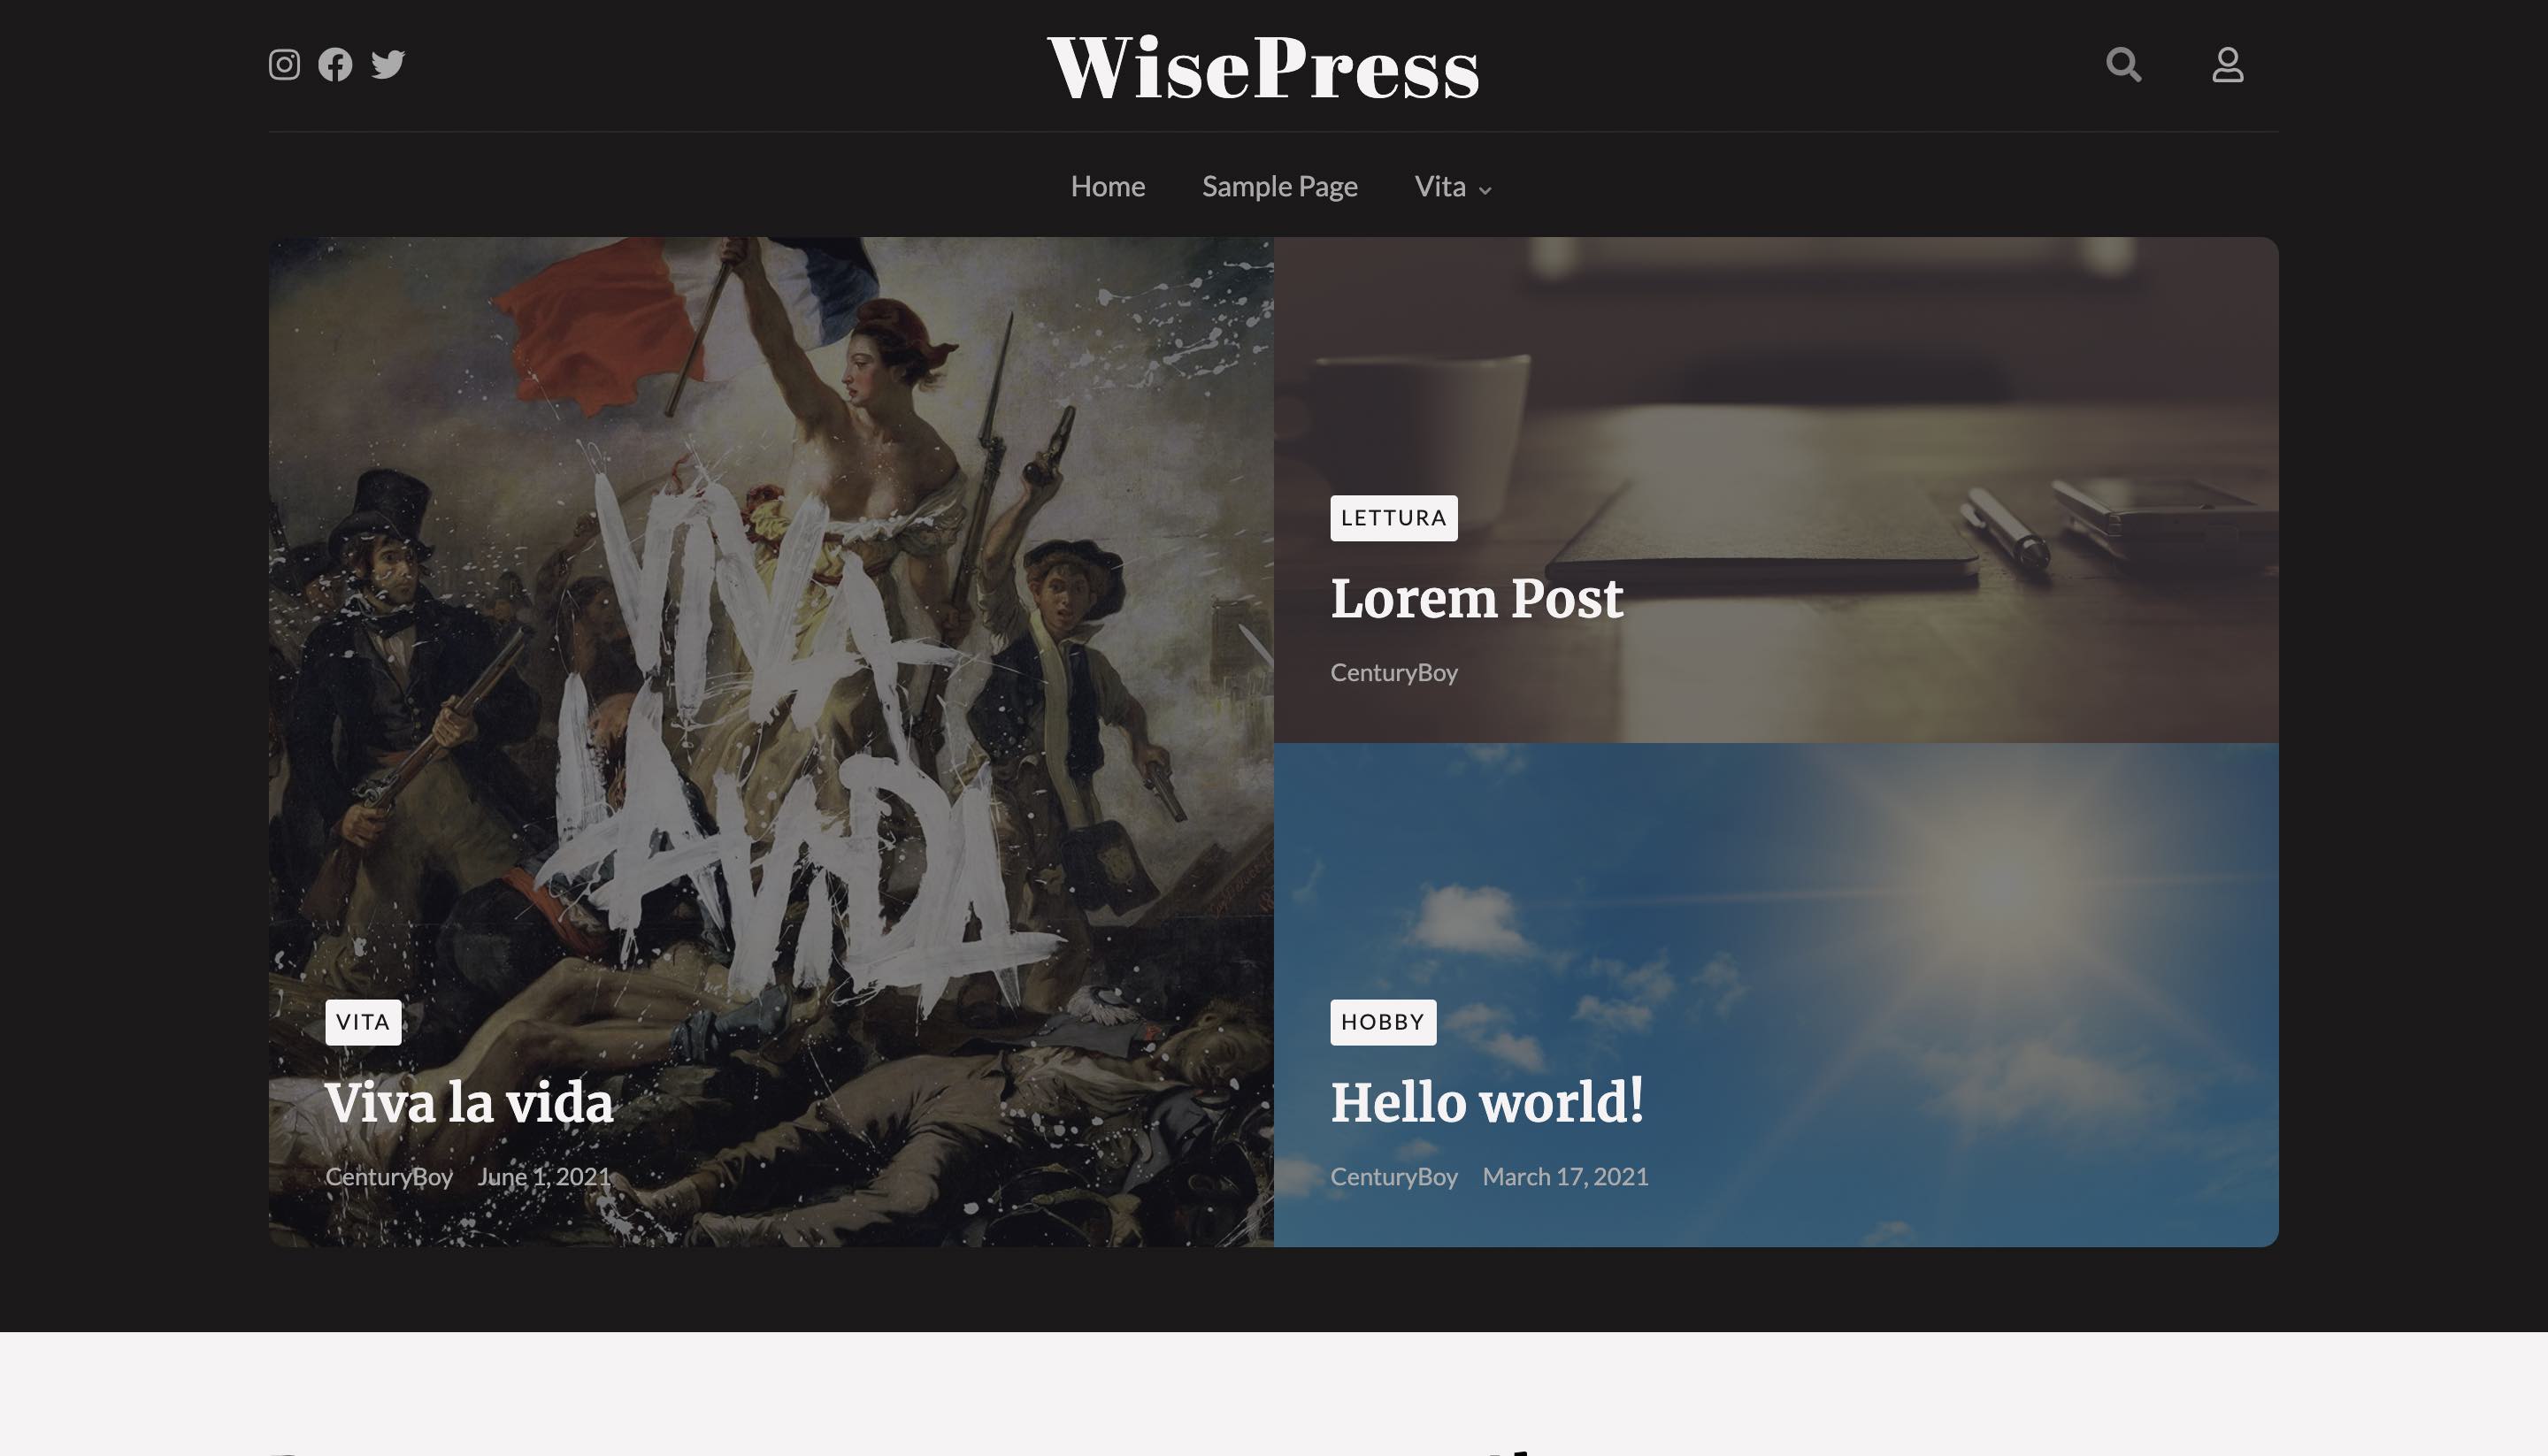 WisePress
Home Sample Page Vita
VIVA
LA VIDA
VITA
Viva la vida
CenturyBoy June 1, 2021
LETTURA
Lorem Post
CenturyBoy
HOBBY
Hello world!
CenturyBoy March 17, 2021